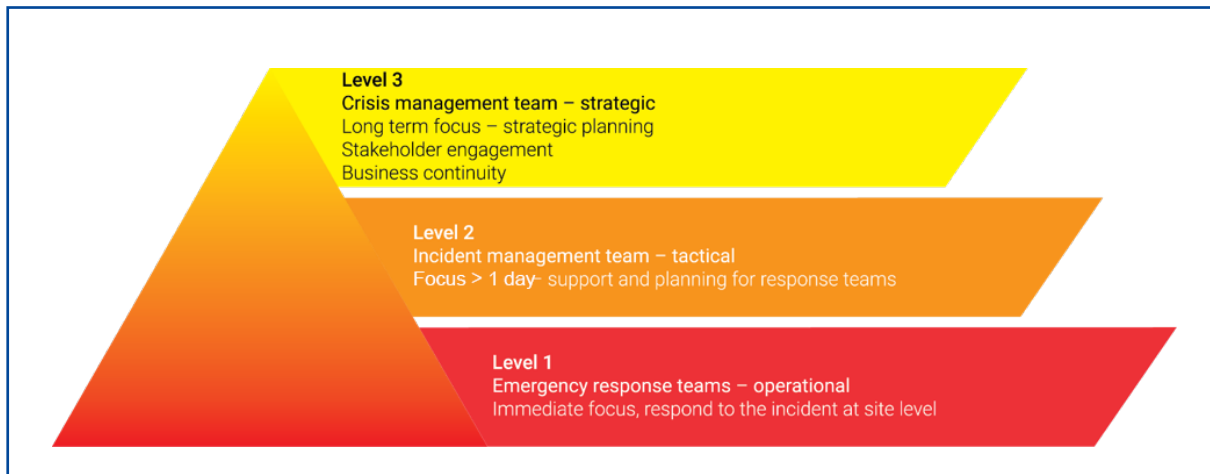 Level 3
Crisis management team – strategic
Long term focus – strategic planning
Stakeholder engagement
Business continuity
Level 2
Incident management team – tactical
Focus > 1 day– support and planning for response teams
Level 1
Emergency response teams – operational
Immediate focus, respond to the incident at site level